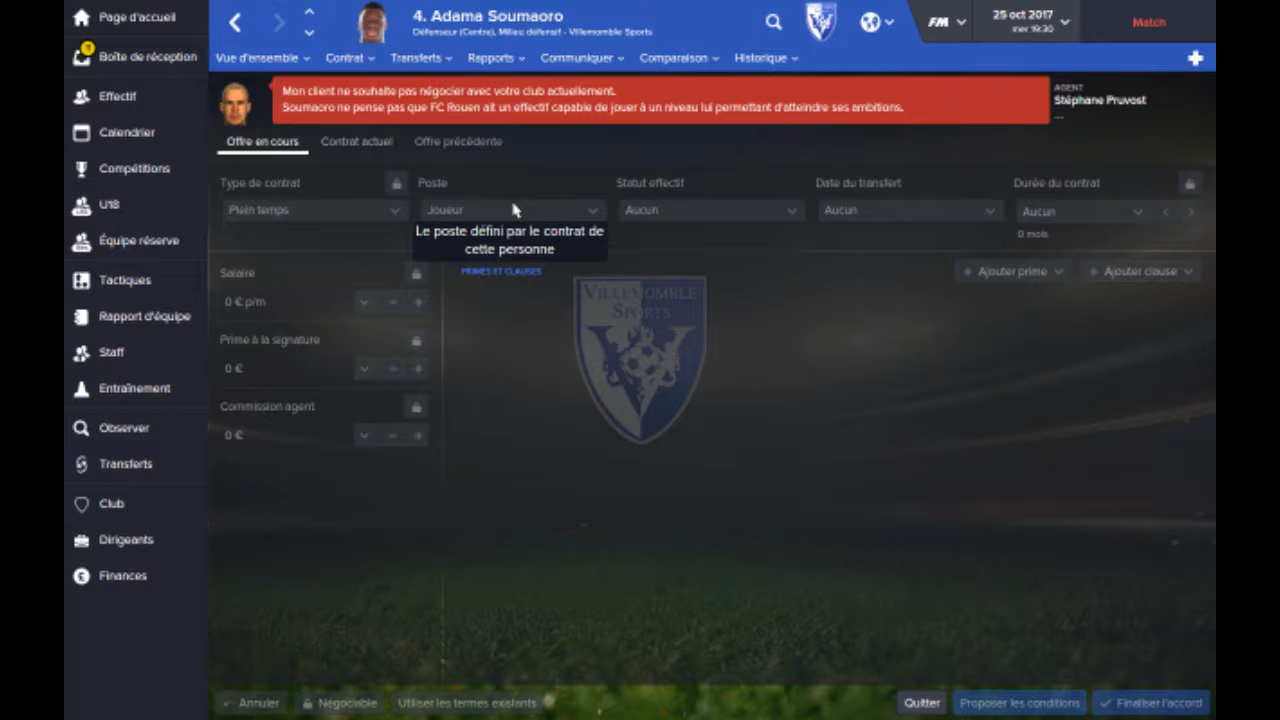 Page d'accueil
11
Boîte de réception
Effectif
Calendrier
Compétitions
U18
Équipe réserve
Tactiques
Rapport d'équipe
Staff
Entraînement
Observer
Transferts
Club
Dirigeants
Finances
4. Adama Soumaoro
Défenseur (Centre), Milieu défensif - Villemomble Sports
FM
25 oct 2017
mer 19:30
Match
Vue d'ensemble
Contrat
Transferts
Rapports
Communiquer
Comparaison
Historique
Mon client ne souhaite pas négocier avec votre club actuellement.
Soumaoro ne pense pas que FC Rouen ait un effectif capable de jouer à un niveau lui permettant d'atteindre ses ambitions.
AGENT
Stéphane Pruvost
---
Offre en cours
Contrat actuel
Offre précédente
Type de contrat
Poste
Statut effectif
Date du transfert
Durée du contrat
Plein temps
Joueur
Aucun
Aucun
Aucun
0 mois
Le poste défini par le contrat de
cette personne
Salaire
PRIMES ET CLAUSES
+ Ajouter prime
+ Ajouter clause
0 € p/m
Prime à la signature
0 €
Commission agent
0 €
VILLEMOMBLE
SPORTS
Annuler
Négociable
Utiliser les termes existants
Quitter
Proposer les conditions
Finaliser l'accord